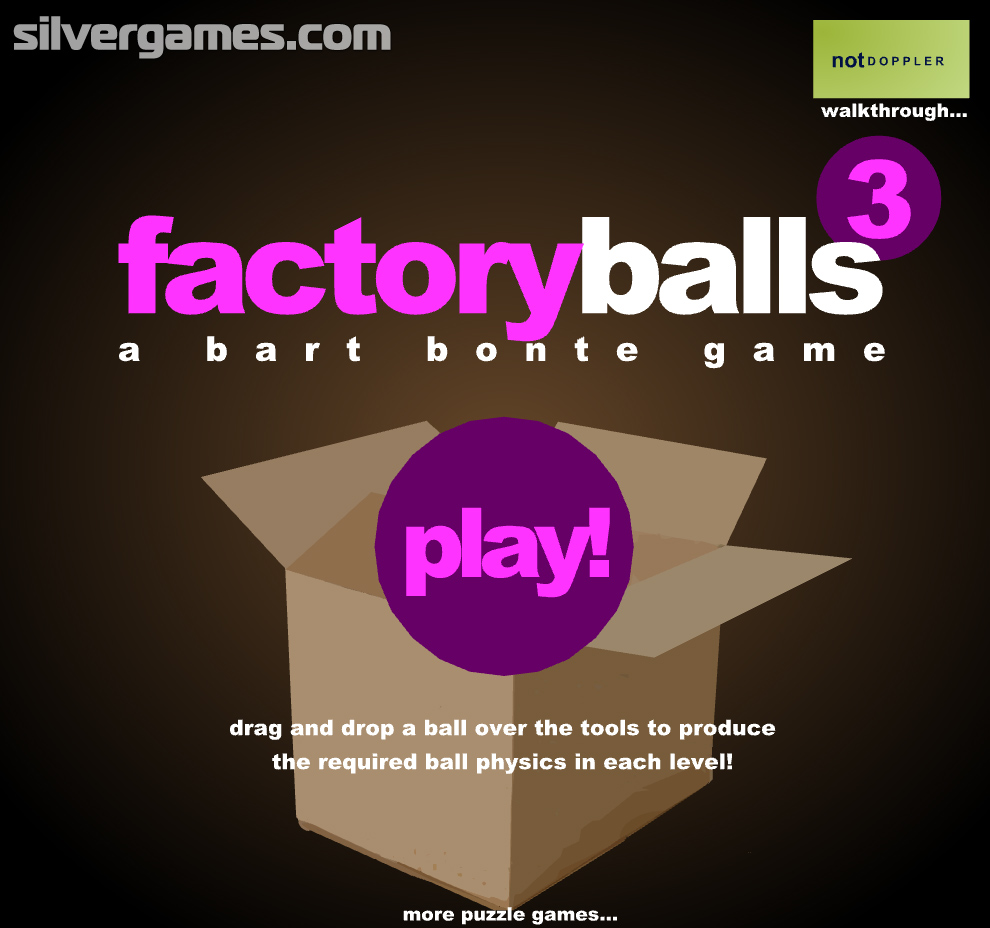 silvergames.com
notDOPPLER
walkthrough...
3
factoryballs
a bart bonte game
play!
drag and drop a ball over the tools to produce
the required ball physics in each level!
more puzzle games...